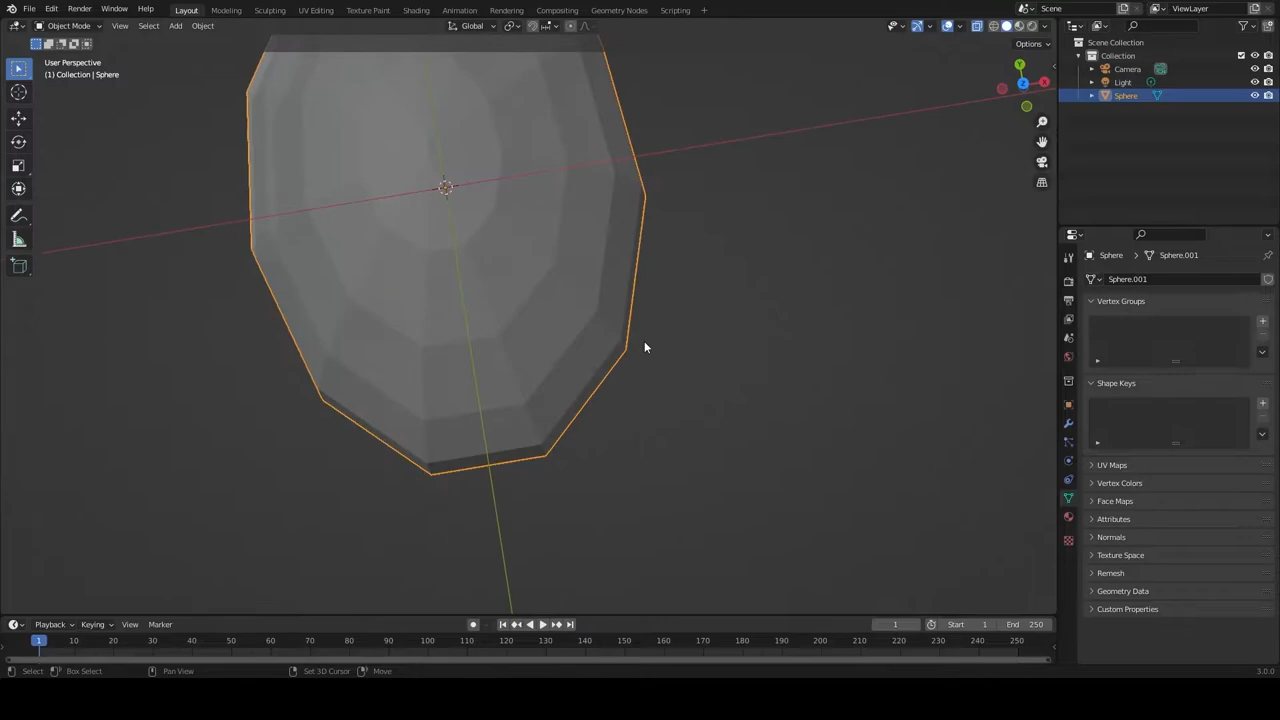 File Edit Render Window Help Layout Modeling Sculpting UV Editing Texture Paint Shading Animation Rendering Compositing Geometry Nodes Scripting + Scene ViewLayer
Object Mode View Select Add Object Global
Options
User Perspective
(1) Collection | Sphere
Y
X
Z
Scene Collection
Collection
Camera
Light
Sphere
Sphere > Sphere.001
Sphere.001
Vertex Groups
Shape Keys
UV Maps
Vertex Colors
Face Maps
Attributes
Normals
Texture Space
Remesh
Geometry Data
Custom Properties
Playback Keying View Marker 1 Start 1 End 250
1 10 20 30 40 50 60 70 80 90 100 110 120 130 140 150 160 170 180 190 200 210 220 230 240 250
Select Box Select Pan View Set 3D Cursor Move 3.0.0